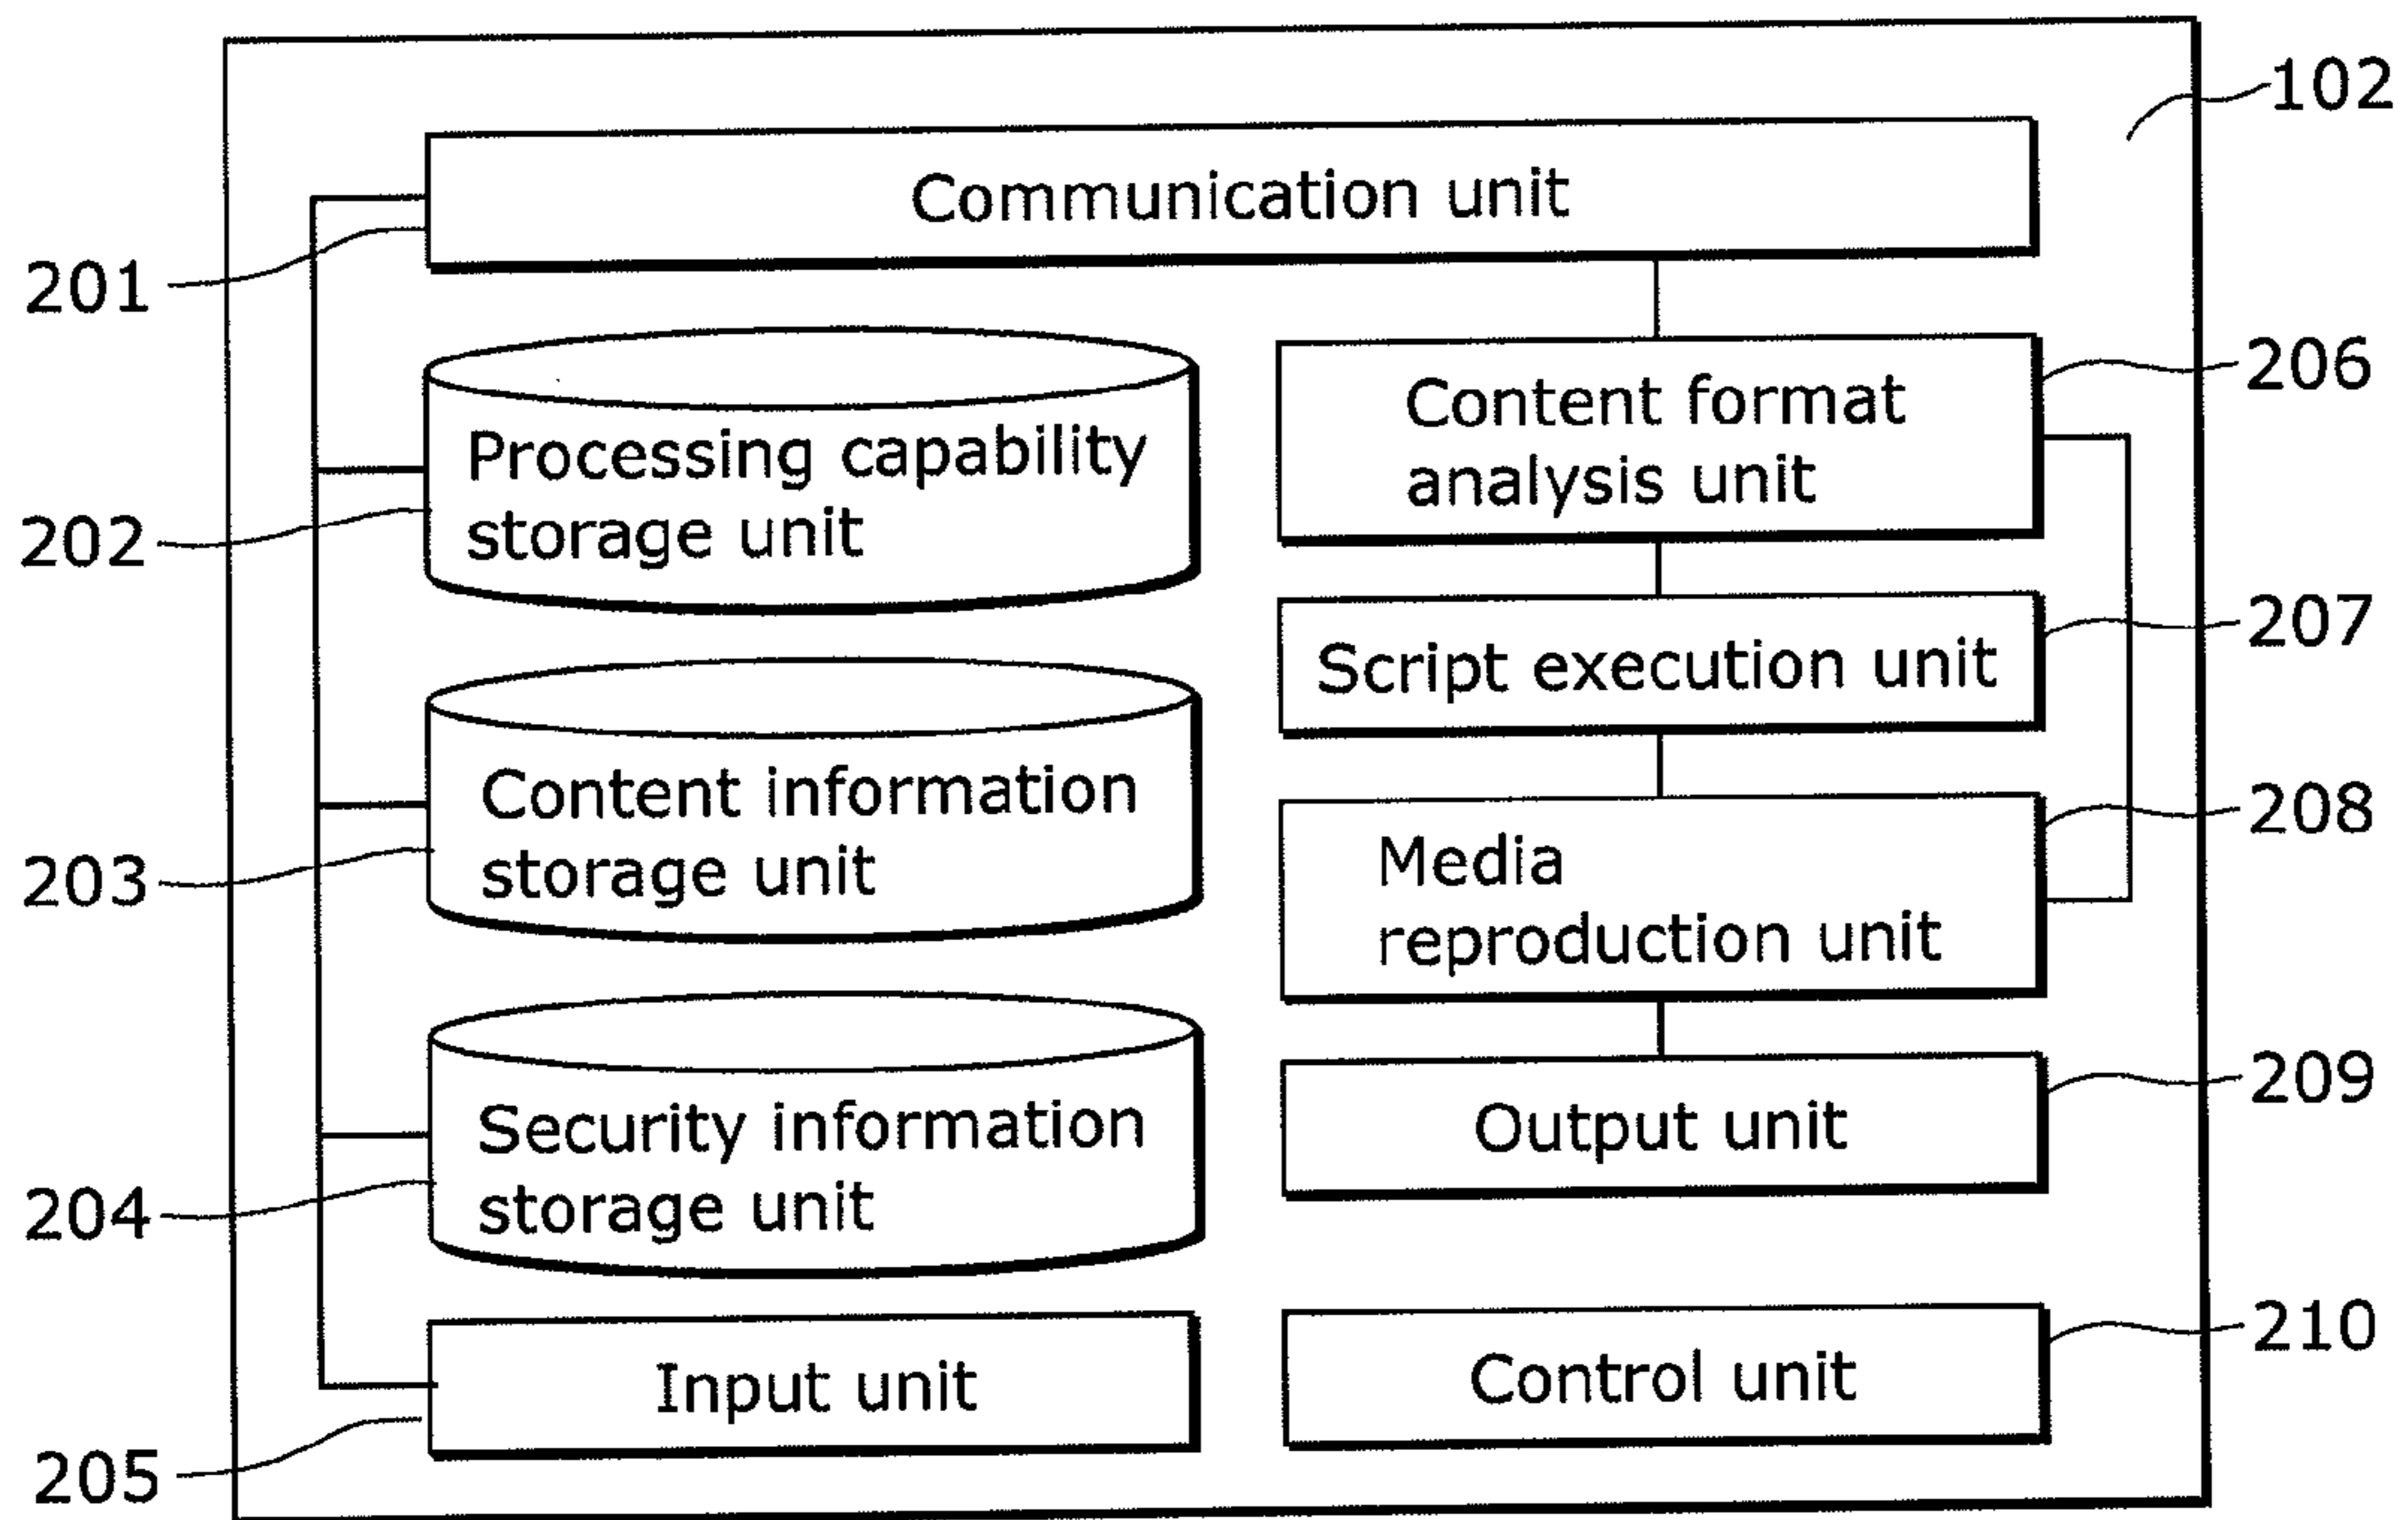 102
Communication unit
201
Processing capability
storage unit
202
Content information
storage unit
203
Security information
storage unit
204
Input unit
205
Content format
analysis unit
206
Script execution unit
207
Media
reproduction unit
208
Output unit
209
Control unit
210